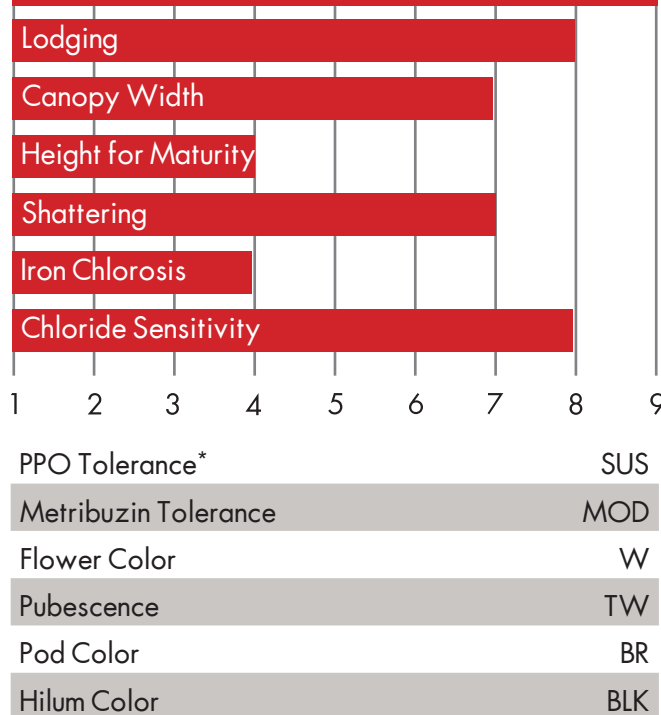 Lodging
Canopy Width
Height for Maturity
Shattering
Iron Chlorosis
Chloride Sensitivity
1 2 3 4 5 6 7 8 9
PPO Tolerance* SUS
Metribuzin Tolerance MOD
Flower Color W
Pubescence TW
Pod Color BR
Hilum Color BLK